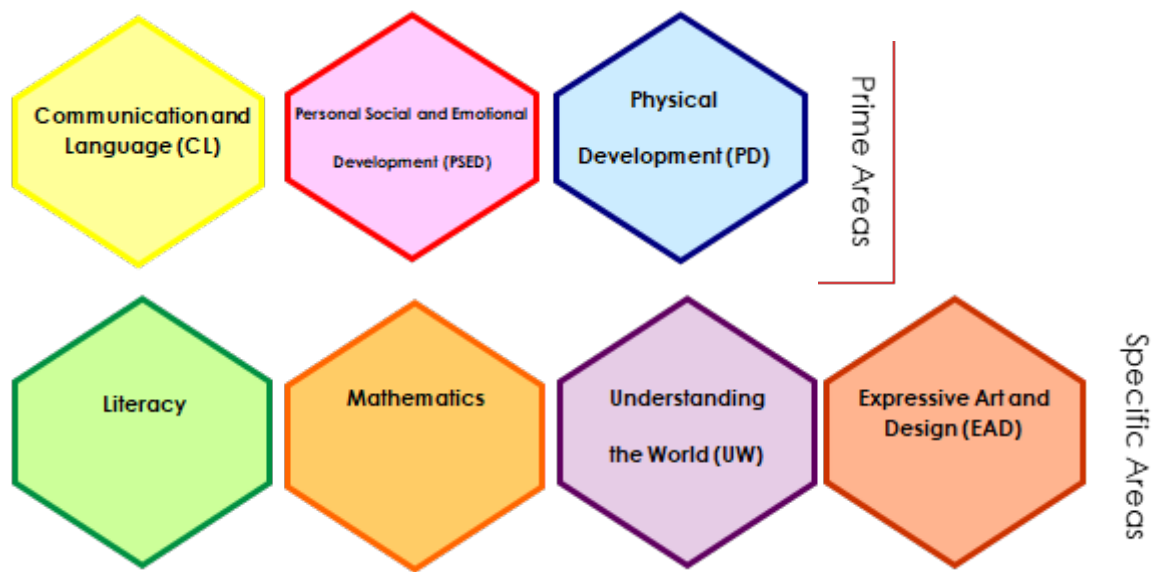 Communication and
Language (CL)
Personal Social and Emotional
Development (PSED)
Physical
Development (PD)
Prime Areas
Literacy
Mathematics
Understanding
the World (UW)
Expressive Art and
Design (EAD)
Specific Areas